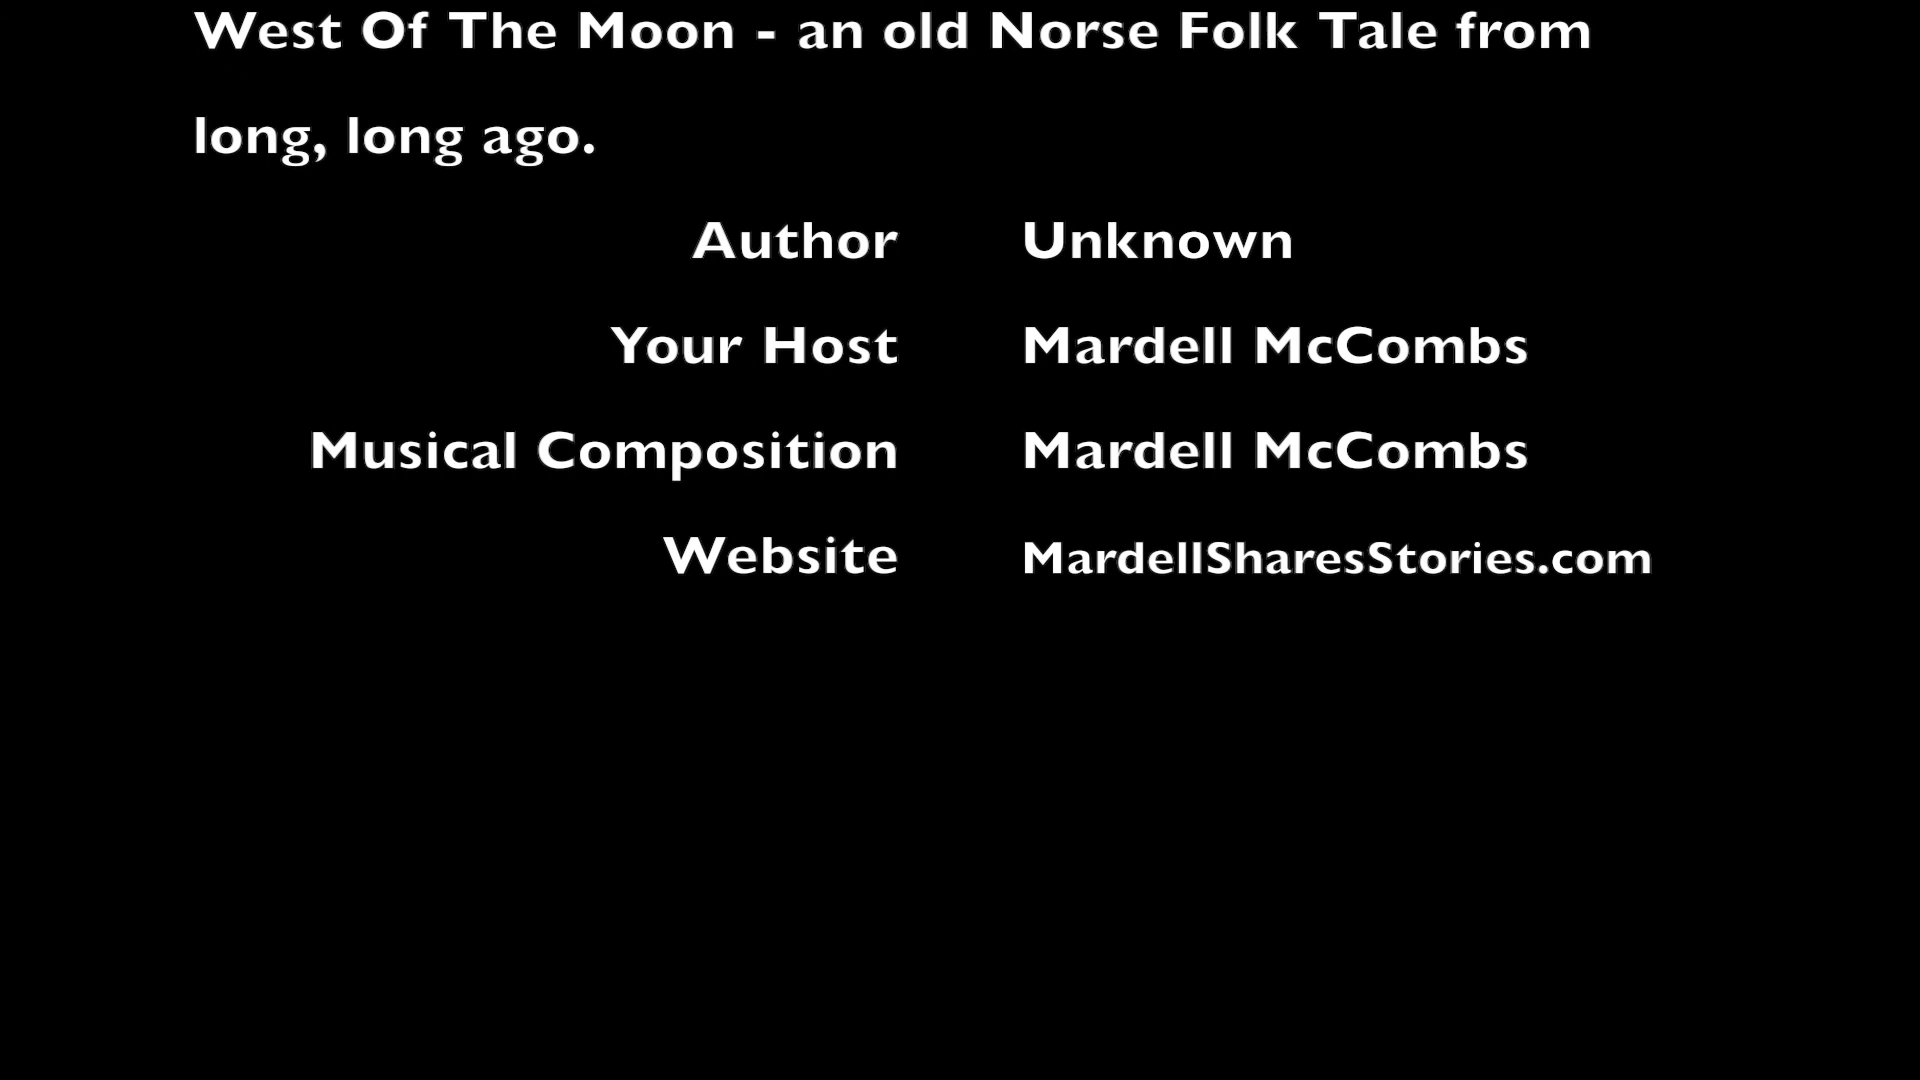 West Of The Moon - an old Norse Folk Tale from
long, long ago.
Author Unknown
Your Host Mardell McCombs
Musical Composition Mardell McCombs
Website MardellSharesStories.com